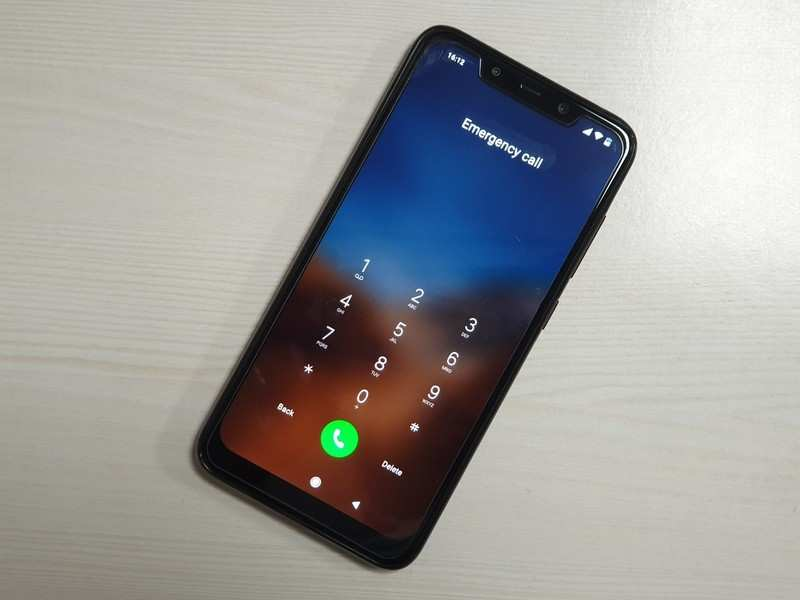 16:12
Emergency call
1
2
ABC
3
DEF
4
GHI
5
JKL
6
MNO
7
PQRS
8
TUV
9
WXYZ
*
0
+
#
Back
Delete